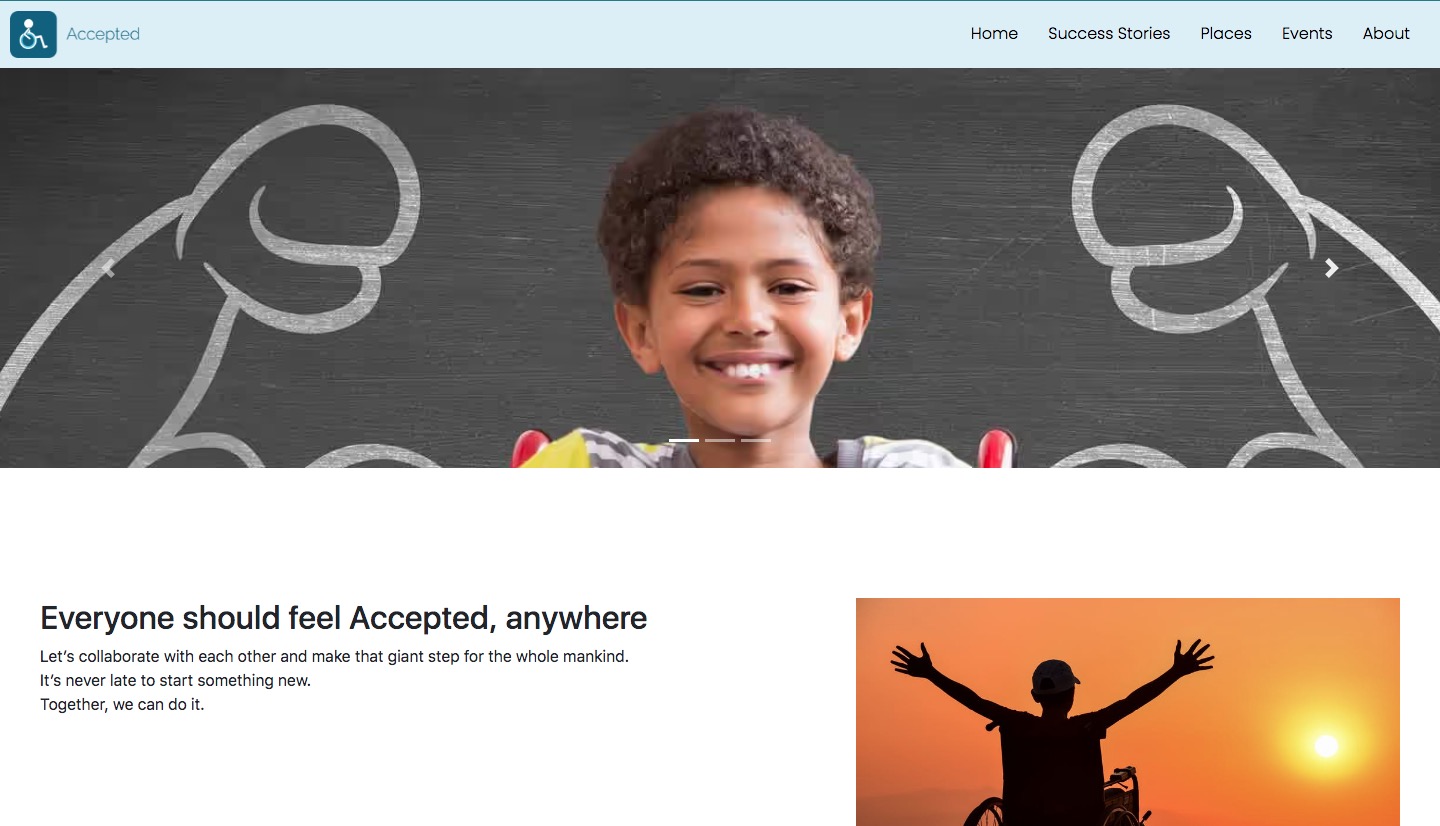 Accepted
Home Success Stories Places Events About
Everyone should feel Accepted, anywhere
Let’s collaborate with each other and make that giant step for the whole mankind.
It’s never late to start something new.
Together, we can do it.